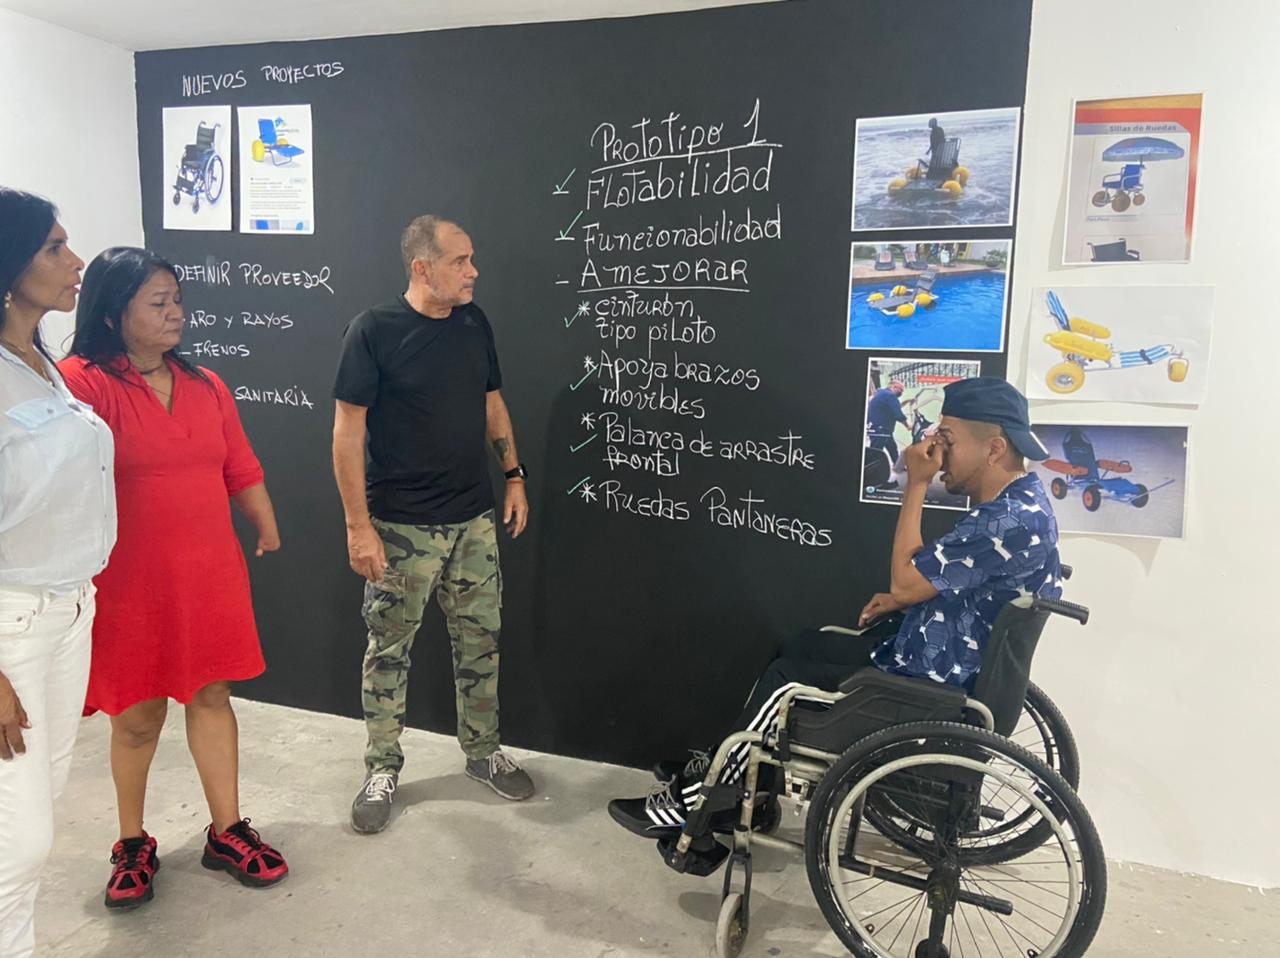 NUEVOS PROYECTOS
DEFINIR PROVEEDOR
- ARO Y RAYOS
- FRENOS
SANITARIA
Prototipo 1
✓ FLOTABILIDAD
✓ Funcionabilidad
- A MEJORAR
✓ * cinturón
tipo piloto
✓ * Apoya brazos
movibles
✓ * Palanca de arrastre
frontal
✓ * Ruedas Pantaneras
Sillas de Ruedas